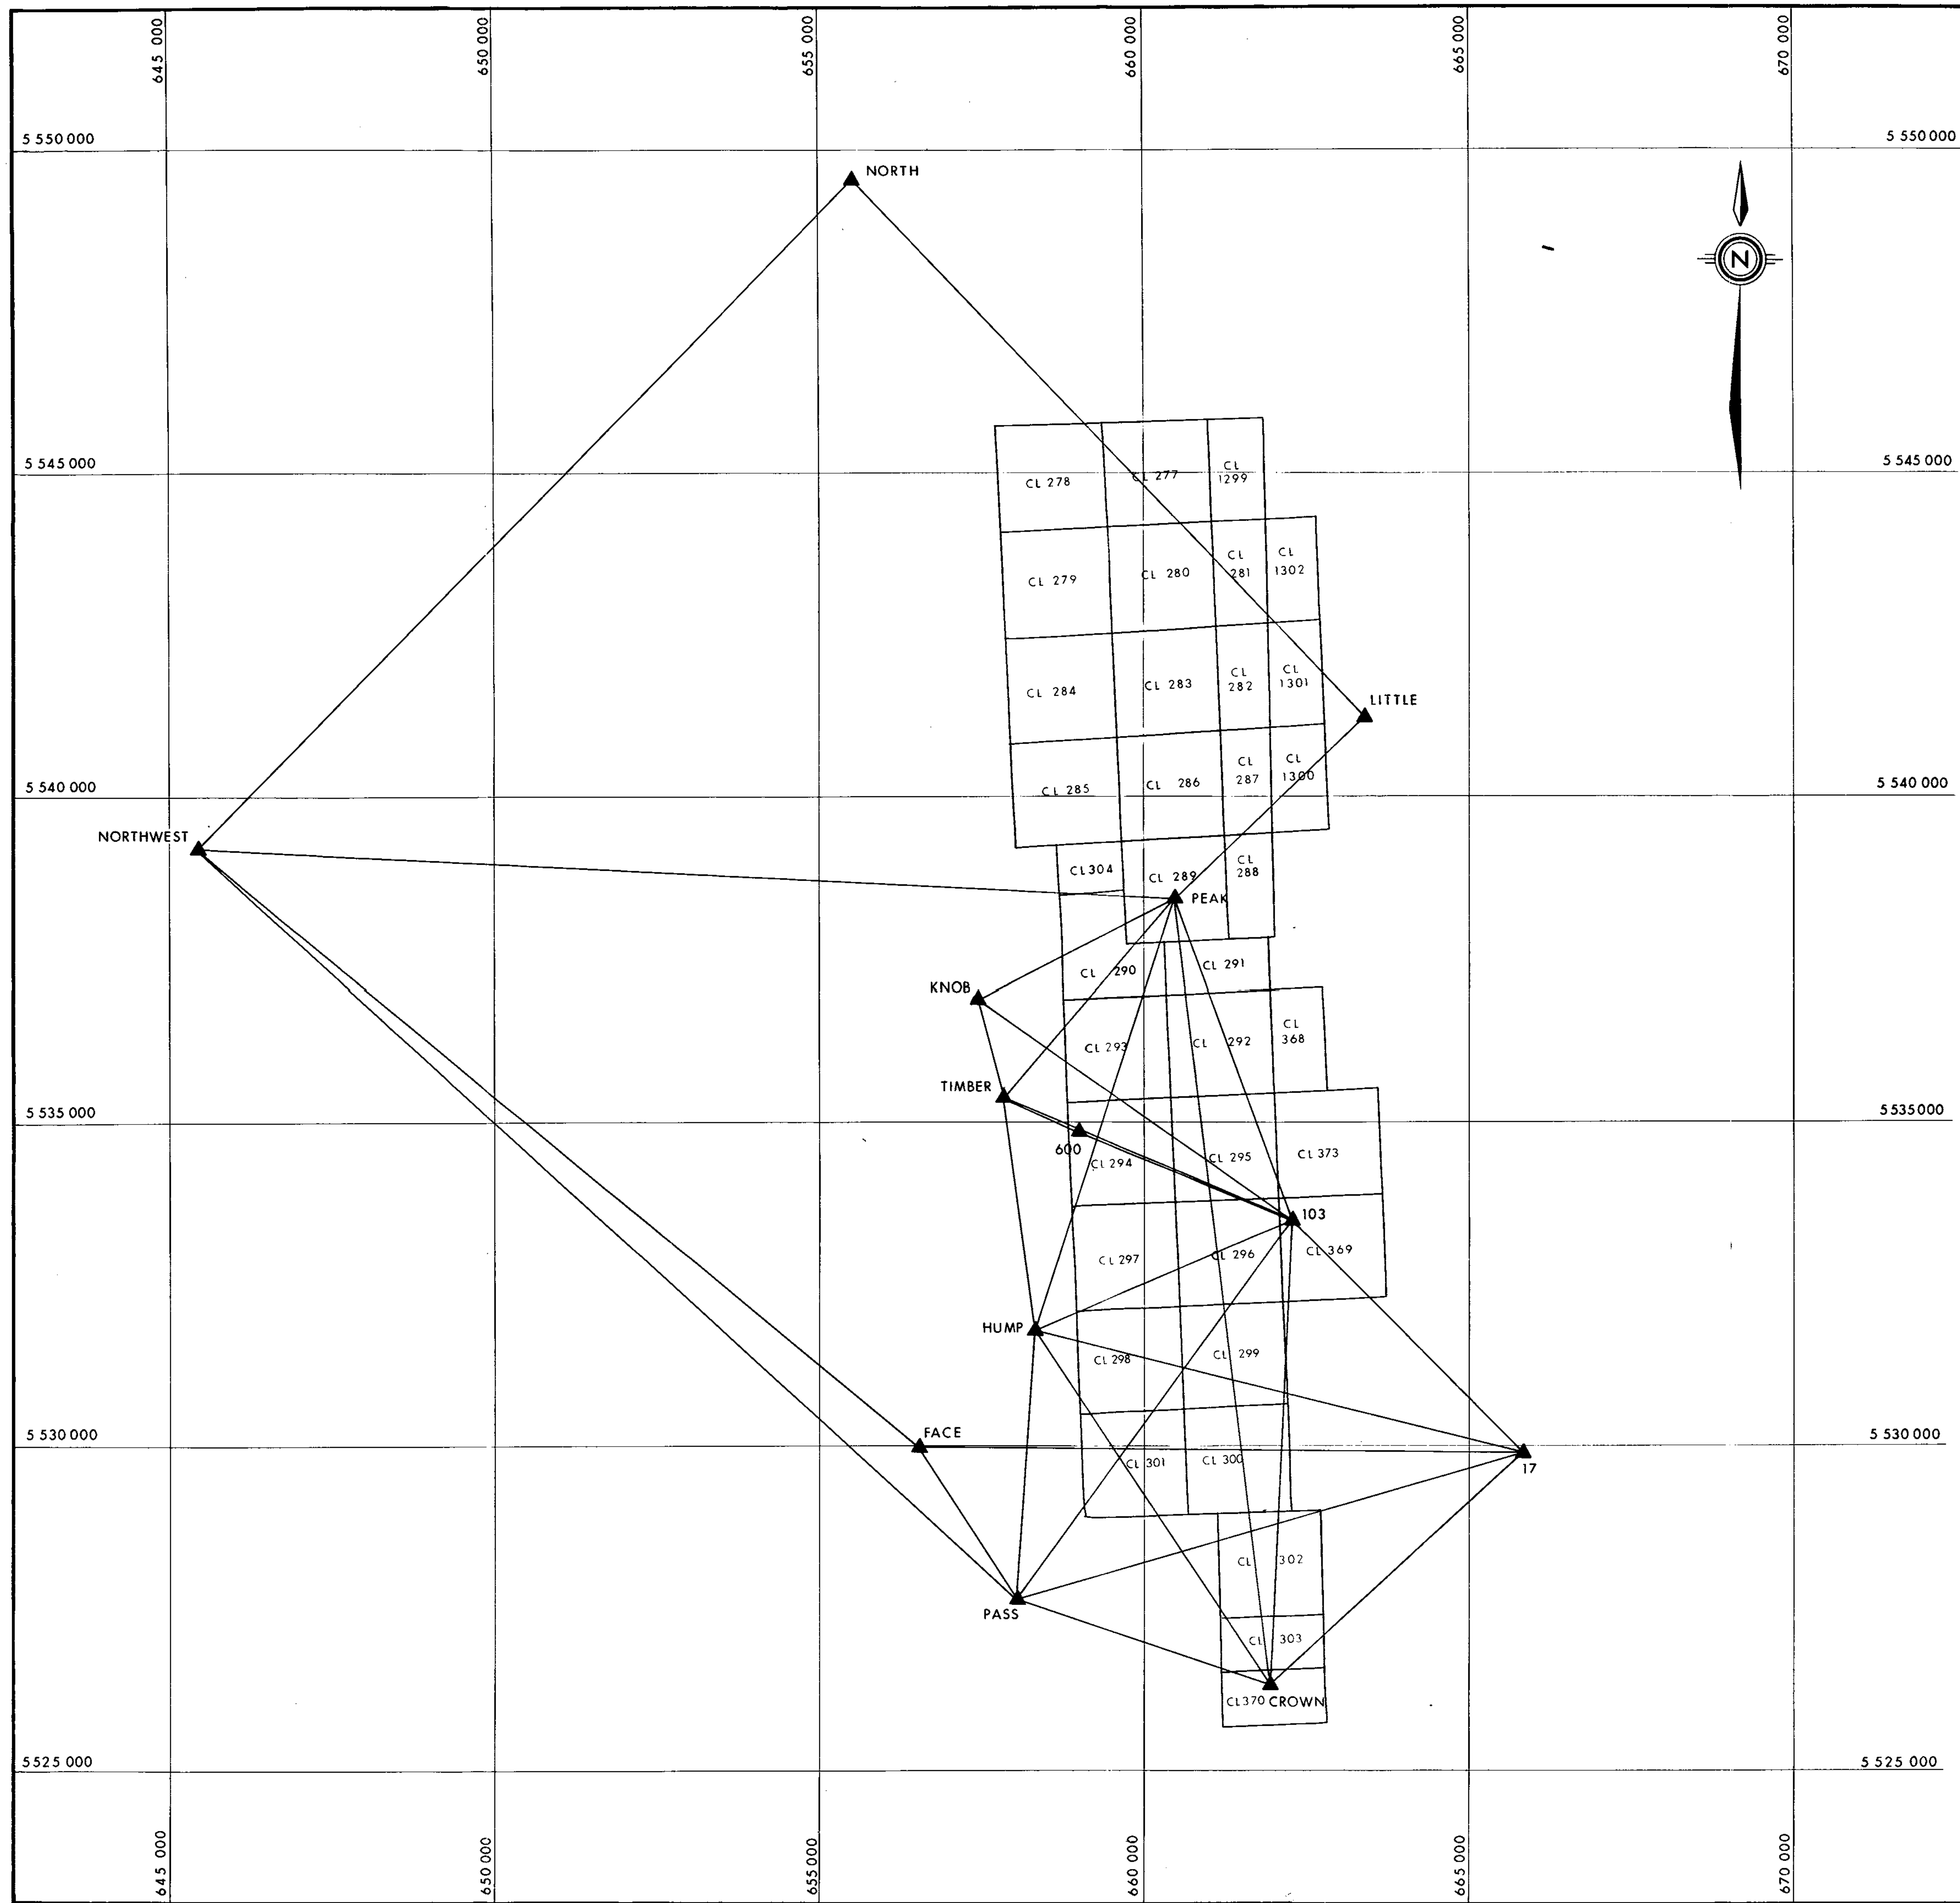 645 000
650 000
655 000
660 000
665 000
670 000
5 550 000
5 550 000
NORTH
N
5 545 000
5 545 000
CL 278
CL 277
CL
1299
CL 279
CL 280
CL
281
CL
1302
CL 284
CL 283
CL
282
CL
1301
LITTLE
5 540 000
5 540 000
CL 285
CL 286
CL
287
CL
1300
NORTHWEST
CL 304
CL 289
CL
288
PEAK
CL 290
CL 291
KNOB
CL 293
CL 292
CL
368
TIMBER
5 535 000
5 535 000
600
CL 294
CL 295
CL 373
103
CL 297
CL 296
CL 369
HUMP
CL 298
CL 299
FACE
5 530 000
5 530 000
CL 301
CL 300
17
CL 302
PASS
CL 303
CL 370 CROWN
5 525 000
5 525 000
645 000
650 000
655 000
660 000
665 000
670 000